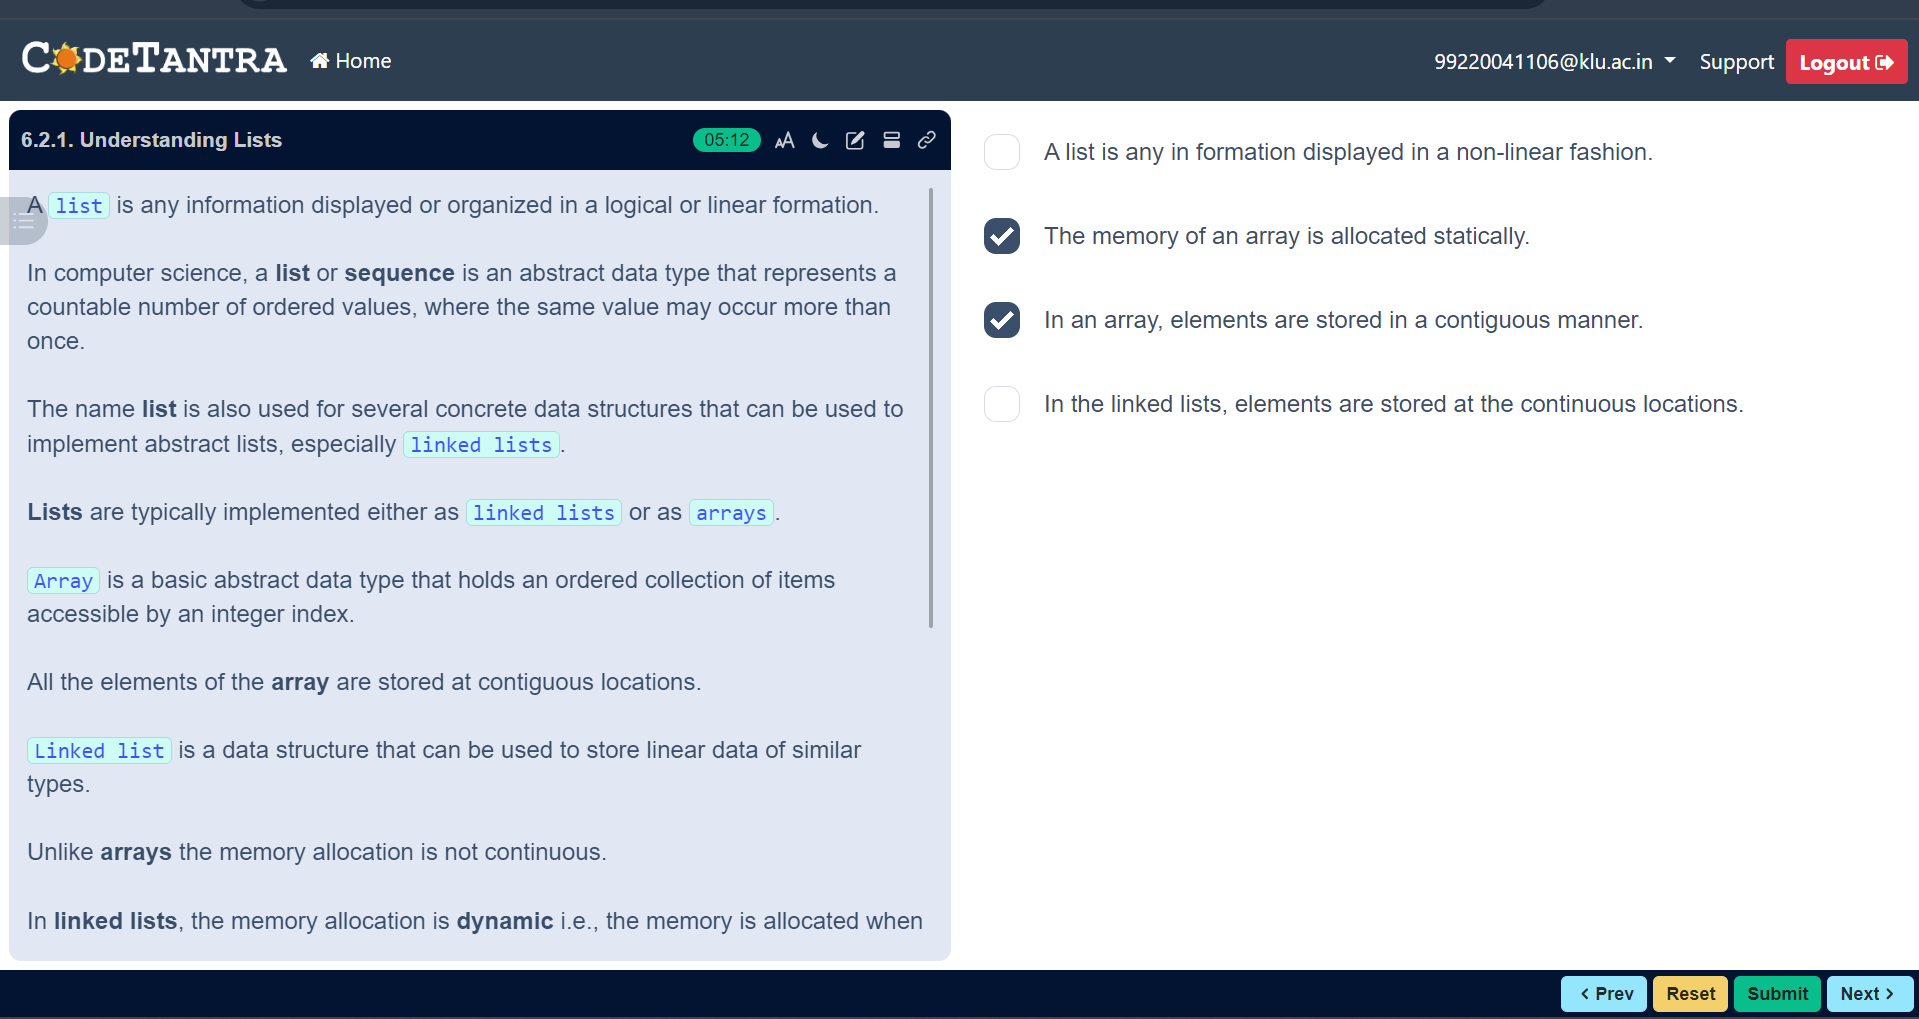 CODETANTRA
Home
99220041106@klu.ac.in
Support
Logout
6.2.1. Understanding Lists
05:12
AA
A list is any information displayed or organized in a logical or linear formation.
In computer science, a list or sequence is an abstract data type that represents a
countable number of ordered values, where the same value may occur more than
once.
The name list is also used for several concrete data structures that can be used to
implement abstract lists, especially linked lists.
Lists are typically implemented either as linked lists or as arrays.
Array is a basic abstract data type that holds an ordered collection of items
accessible by an integer index.
All the elements of the array are stored at contiguous locations.
Linked list is a data structure that can be used to store linear data of similar
types.
Unlike arrays the memory allocation is not continuous.
In linked lists, the memory allocation is dynamic i.e., the memory is allocated when
A list is any in formation displayed in a non-linear fashion.
The memory of an array is allocated statically.
In an array, elements are stored in a contiguous manner.
In the linked lists, elements are stored at the continuous locations.
‹ Prev
Reset
Submit
Next ›